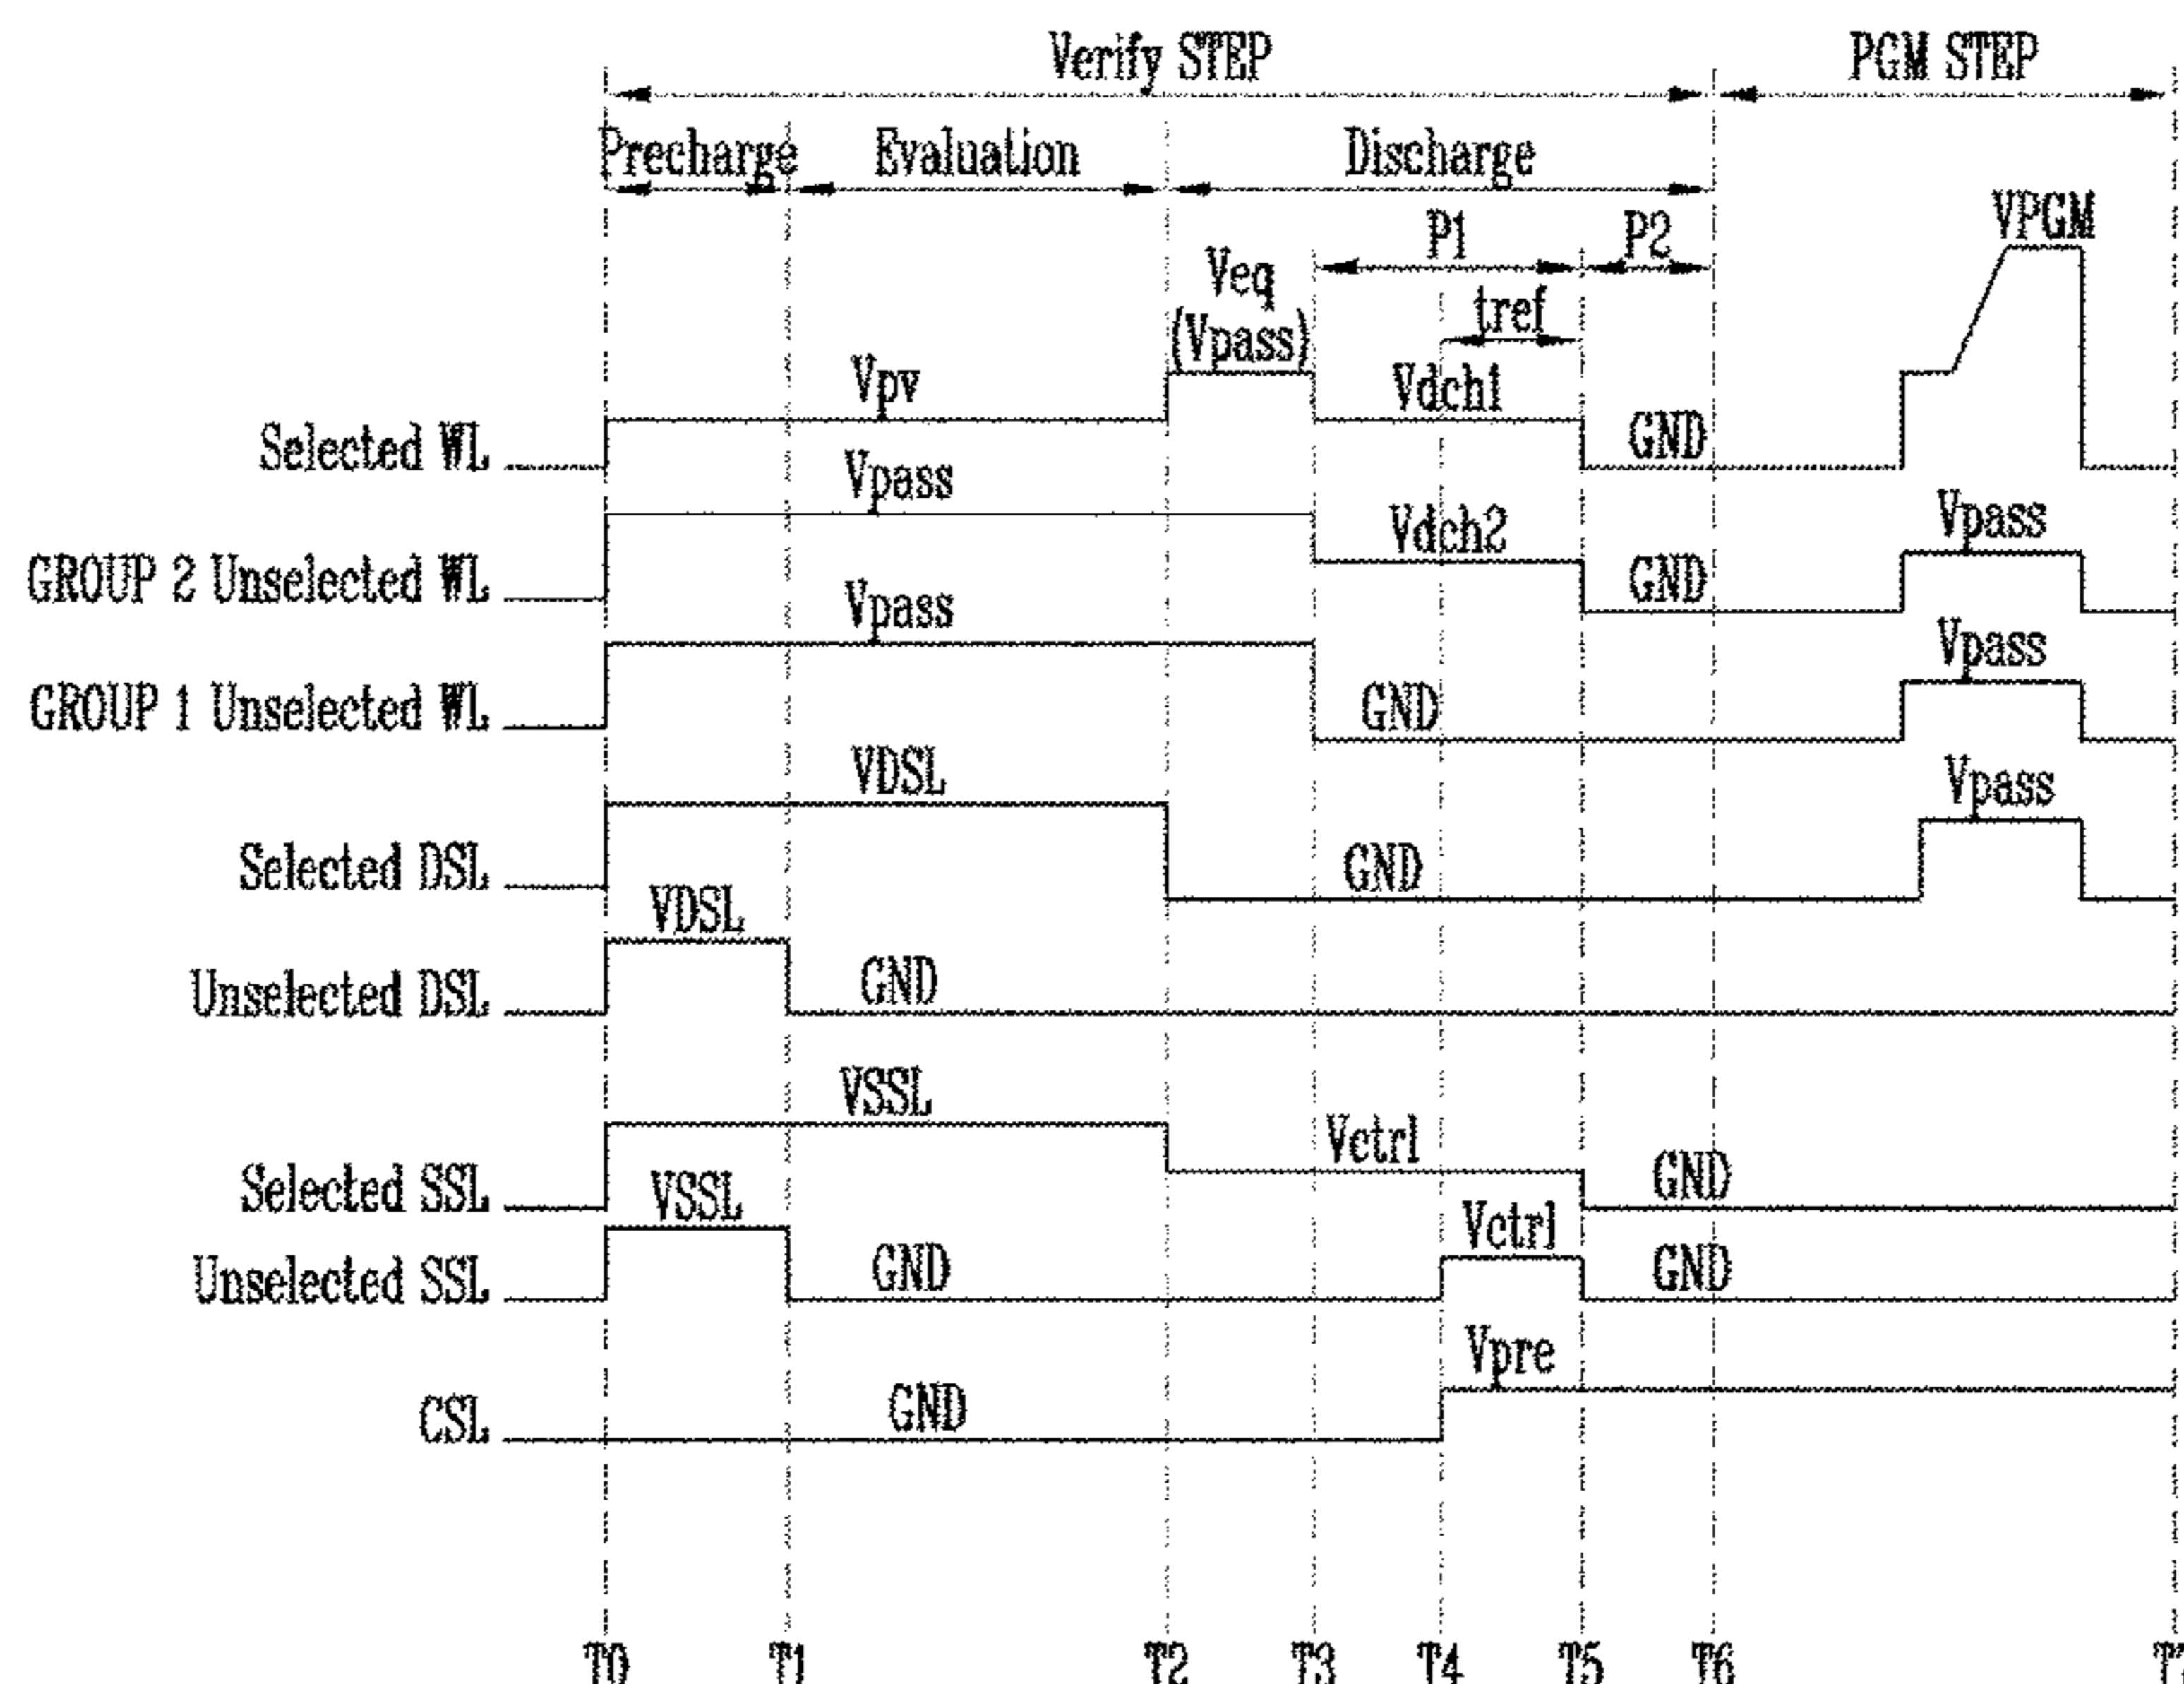 Verify STEP PGM STEP
Precharge Evaluation Discharge
P1 P2 VPGM
Veq
(Vpass) tref
Vpv Vdch1
Selected WL GND
Vpass
Vdch2 Vpass
GROUP 2 Unselected WL GND
Vpass
Vpass
GROUP 1 Unselected WL GND
VDSL Vpass
Selected DSL GND
VDSL
Unselected DSL GND
VSSL
Vctrl
Selected SSL VSSL GND
Vctrl
Unselected SSL GND GND
Vpre
CSL GND
T0 T1 T2 T3 T4 T5 T6